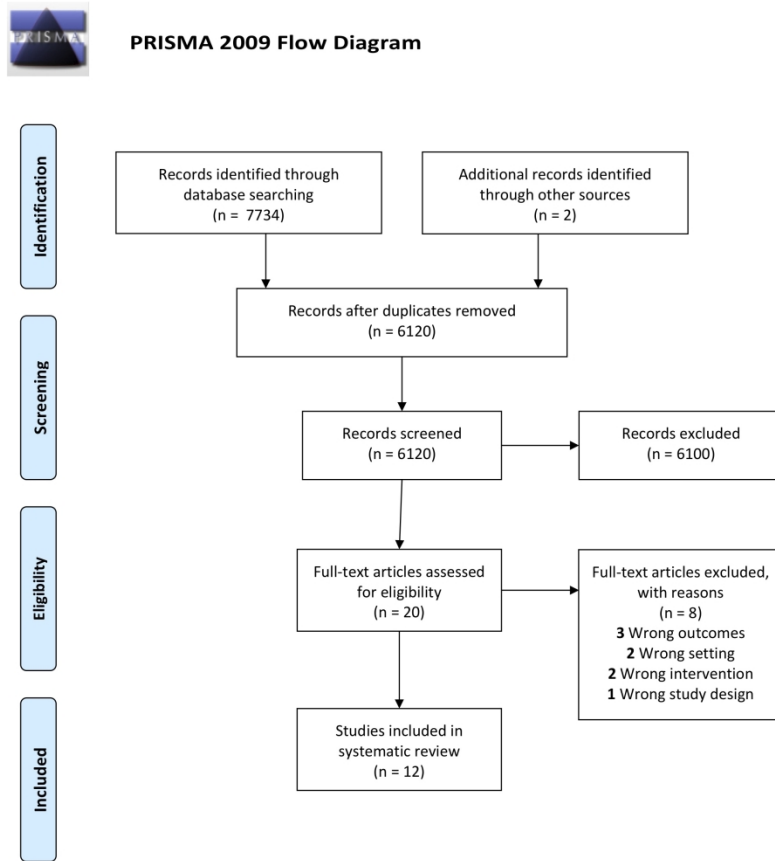 PRISMA
PRISMA 2009 Flow Diagram
Identification
Records identified through
database searching
(n = 7734)
Additional records identified
through other sources
(n = 2)
Records after duplicates removed
(n = 6120)
Screening
Records screened
(n = 6120)
Records excluded
(n = 6100)
Eligibility
Full-text articles assessed
for eligibility
(n = 20)
Full-text articles excluded,
with reasons
(n = 8)
3 Wrong outcomes
2 Wrong setting
2 Wrong intervention
1 Wrong study design
Included
Studies included in
systematic review
(n = 12)